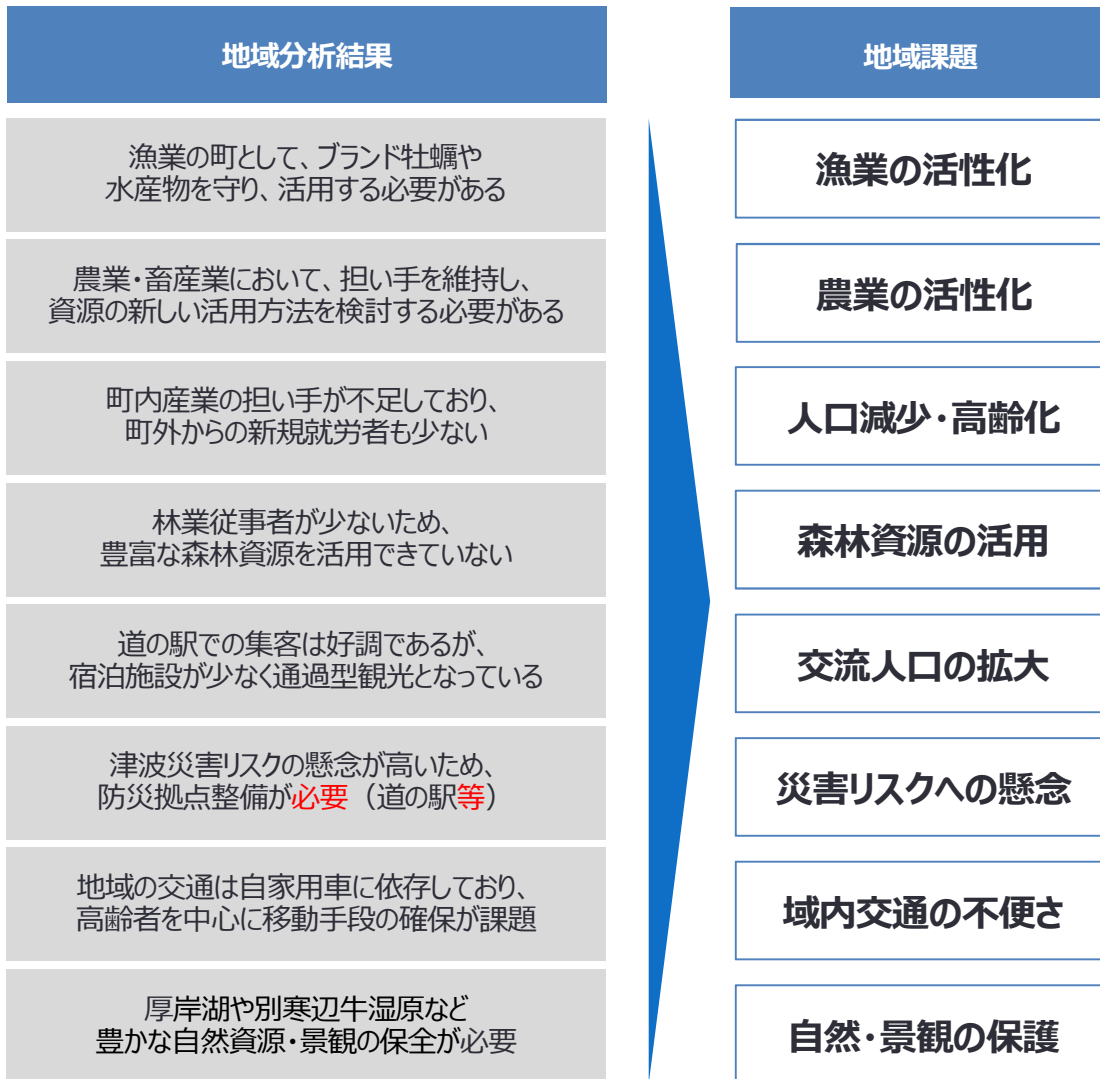 地域分析結果
地域課題
漁業の町として、ブランド牡蠣や
水産物を守り、活用する必要がある
漁業の活性化
農業・畜産業において、担い手を維持し、
資源の新しい活用方法を検討する必要がある
農業の活性化
町内産業の担い手が不足しており、
町外からの新規就労者も少ない
人口減少・高齢化
林業従事者が少ないため、
豊富な森林資源を活用できていない
森林資源の活用
道の駅での集客は好調であるが、
宿泊施設が少なく通過型観光となっている
交流人口の拡大
津波災害リスクの懸念が高いため、
防災拠点整備が必要（道の駅等）
災害リスクへの懸念
地域の交通は自家用車に依存しており、
高齢者を中心に移動手段の確保が課題
域内交通の不便さ
厚岸湖や別寒辺牛湿原など
豊かな自然資源・景観の保全が必要
自然・景観の保護